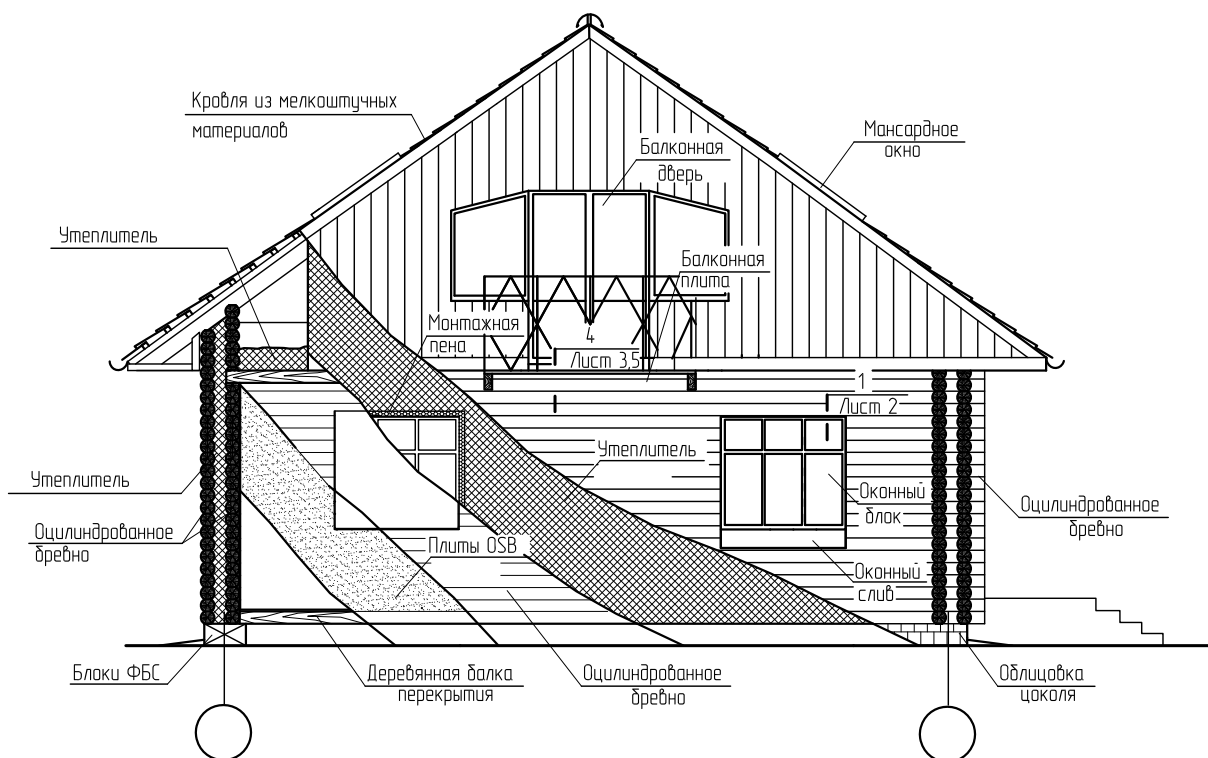 Кровля из мелкоштучных
материалов
Мансардное
окно
Балконная
дверь
Утеплитель
Балконная
плита
Монтажная
пена
4
Лист 3,5
1
Лист 2
Утеплитель
Утеплитель
Оконный
блок
Оцилиндрованное
бревно
Оцилиндрованное
бревно
Плиты OSB
Оконный
слив
Блоки ФБС
Деревянная балка
перекрытия
Оцилиндрованное
бревно
Облицовка
цоколя